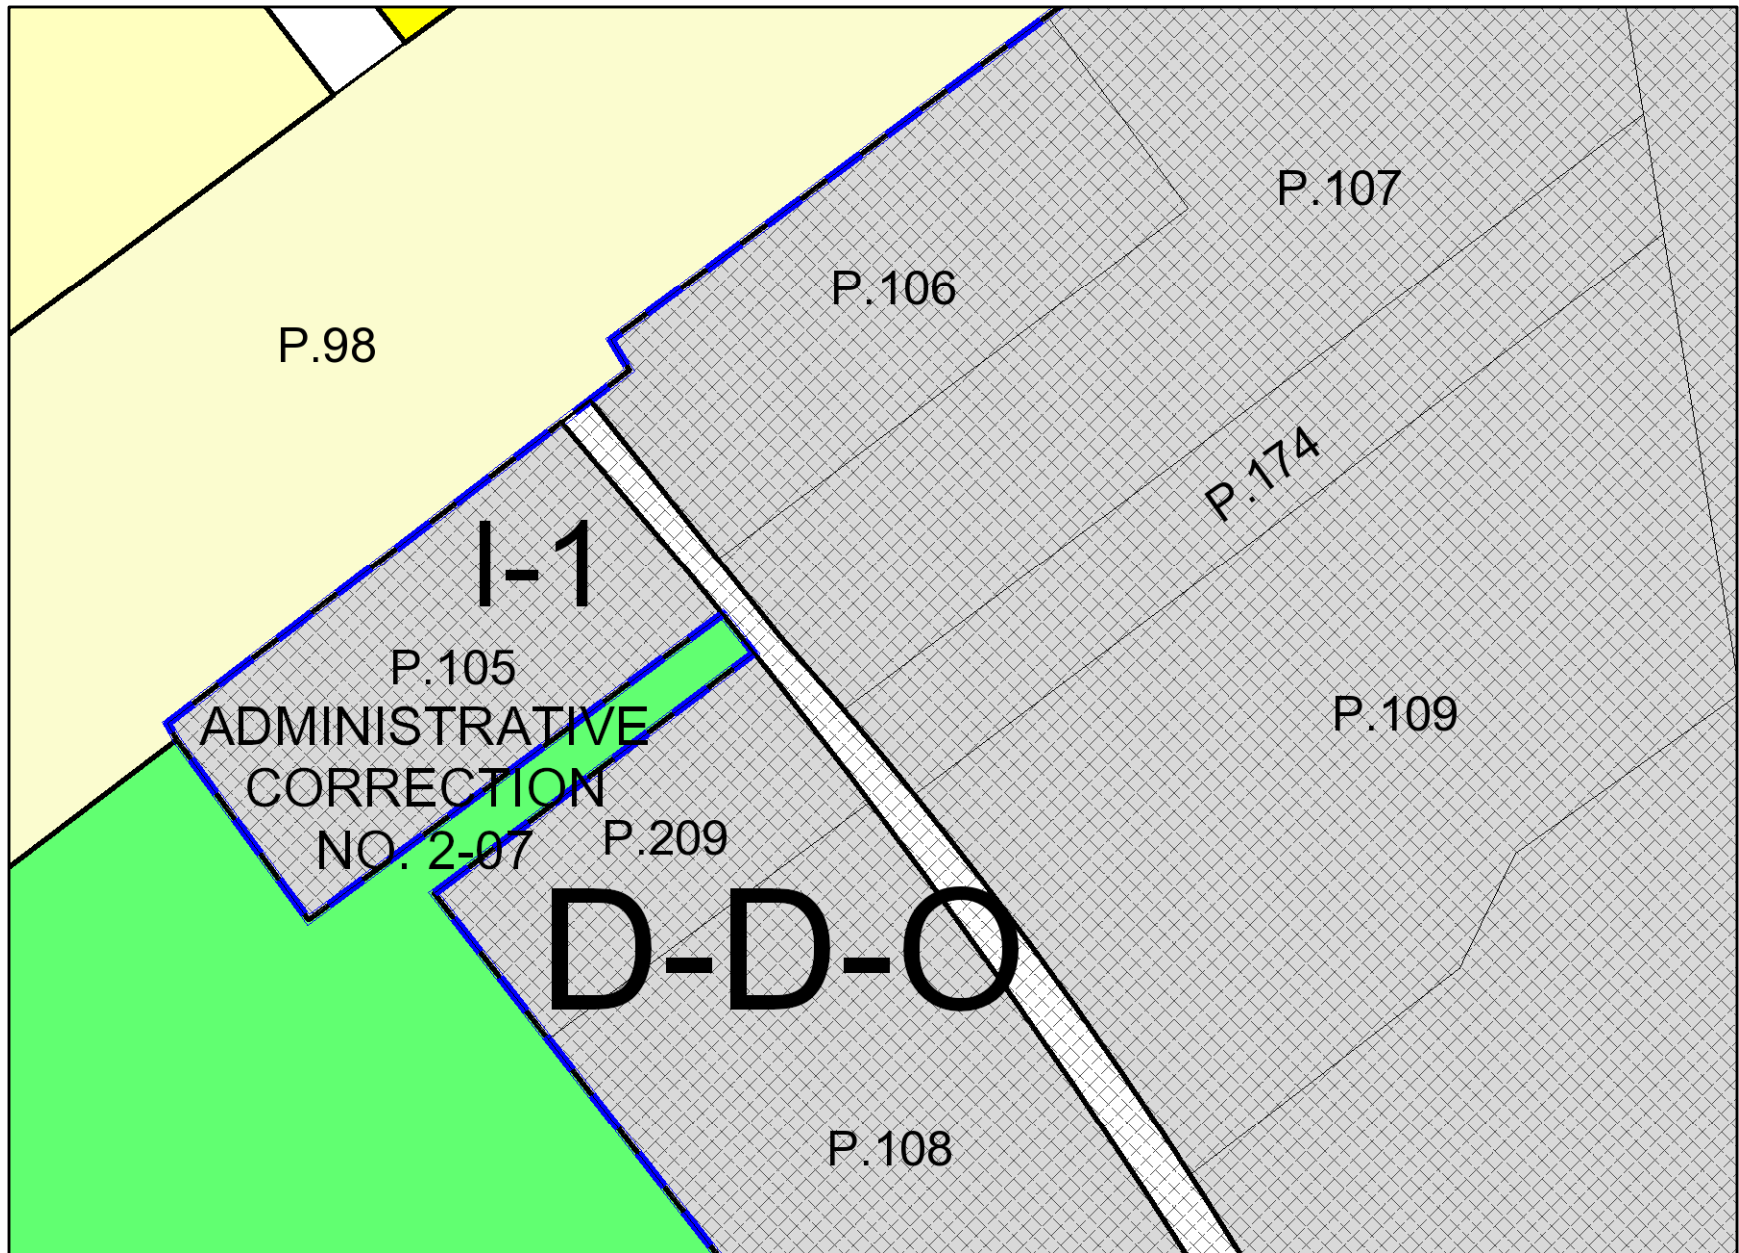 P.107
P.106
P.98
P.174
I-1
P.105
ADMINISTRATIVE
CORRECTION
NO. 2-07
P.109
P.209
D-D-O
P.108